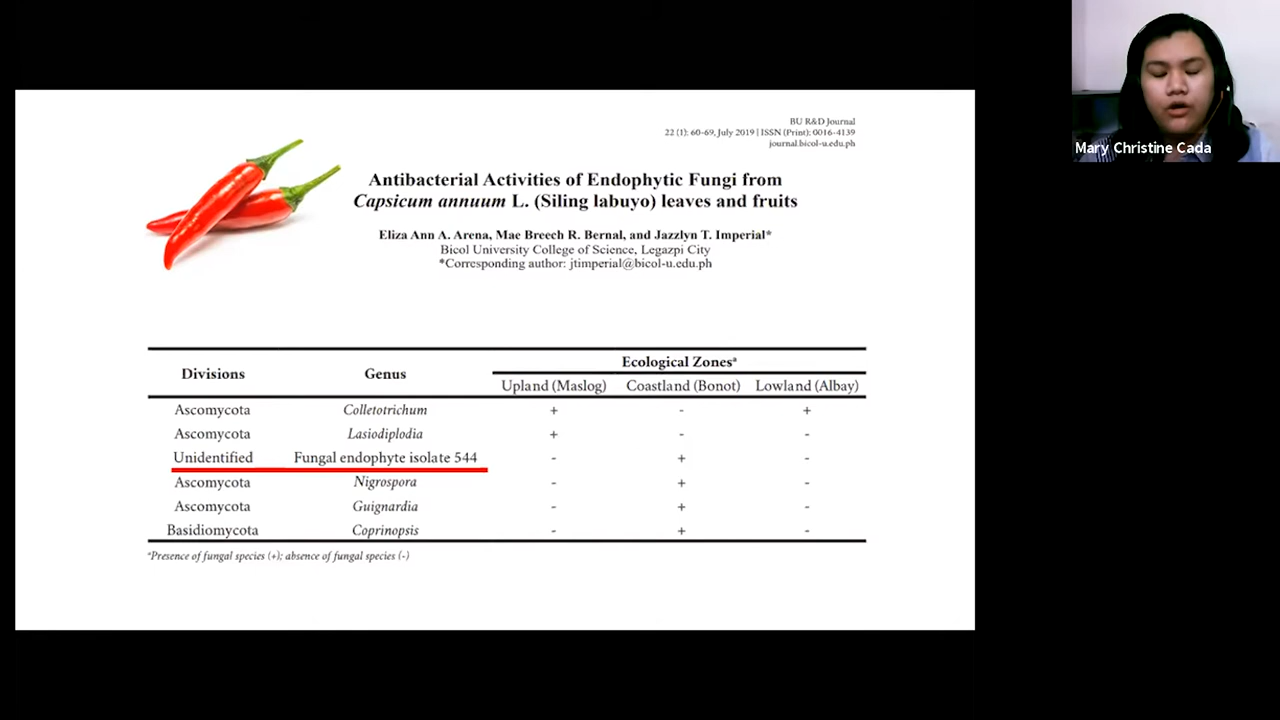 BU R&D Journal
22 (1): 60-69, July 2019 | ISSN (Print): 0016-4139
journal.bicol-u.edu.ph
Antibacterial Activities of Endophytic Fungi from
Capsicum annuum L. (Siling labuyo) leaves and fruits
Eliza Ann A. Arena, Mae Breech R. Bernal, and Jazzlyn T. Imperial*
Bicol University College of Science, Legazpi City
*Corresponding author: jtimperial@bicol-u.edu.ph
Divisions Genus Ecological Zonesᵃ
Upland (Maslog) Coastland (Bonot) Lowland (Albay)
Ascomycota Colletotrichum + - +
Ascomycota Lasiodiplodia + - -
Unidentified Fungal endophyte isolate 544 - + -
Ascomycota Nigrospora - + -
Ascomycota Guignardia - + -
Basidiomycota Coprinopsis - + -
ᵃPresence of fungal species (+); absence of fungal species (-)
Mary Christine Cada